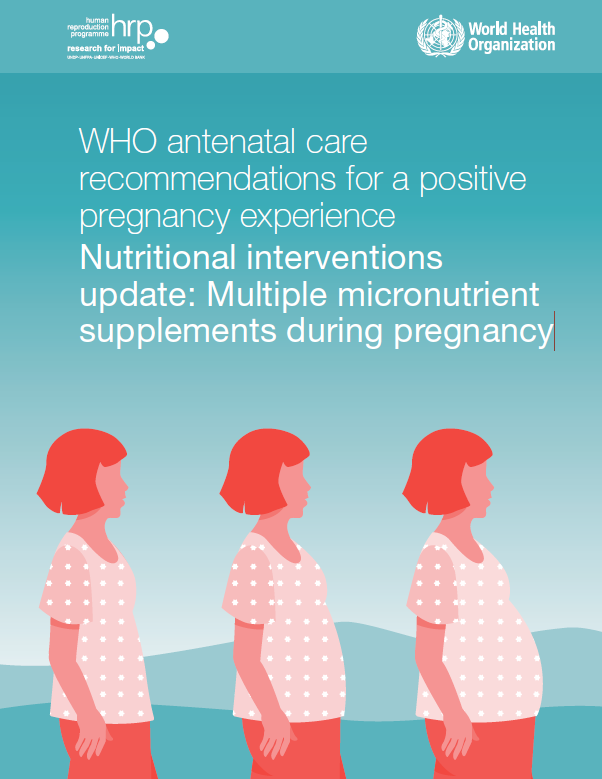 human
reproduction
programme
hrp
research for impact
UNDP·UNFPA·UNICEF·WHO·WORLD BANK
World Health
Organization
WHO antenatal care
recommendations for a positive
pregnancy experience
Nutritional interventions
update: Multiple micronutrient
supplements during pregnancy